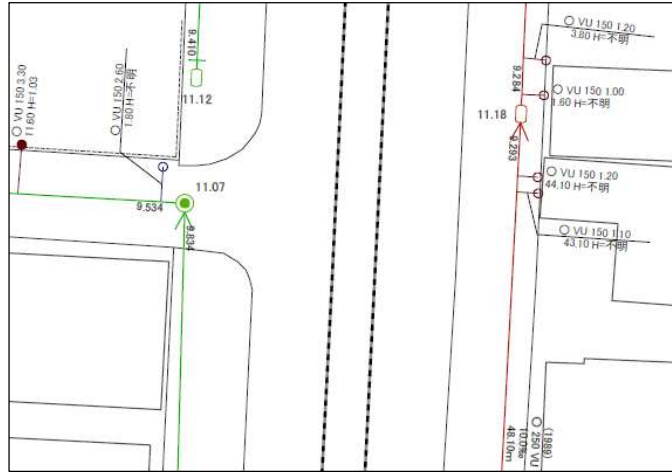 ○ VU 150 3.30
11.60 H=1.03
○ VU 150 2.60
1.80 H=不明
9.410
11.12
11.07
9.534
9.834
○ VU 150 1.20
3.80 H=不明
9.284
○ VU 150 1.00
1.60 H=不明
11.18
9.293
○ VU 150 1.20
44.10 H=不明
○ VU 150 1.10
43.10 H=不明
(1989)
○ 250 VU
10.0‰
48.10m